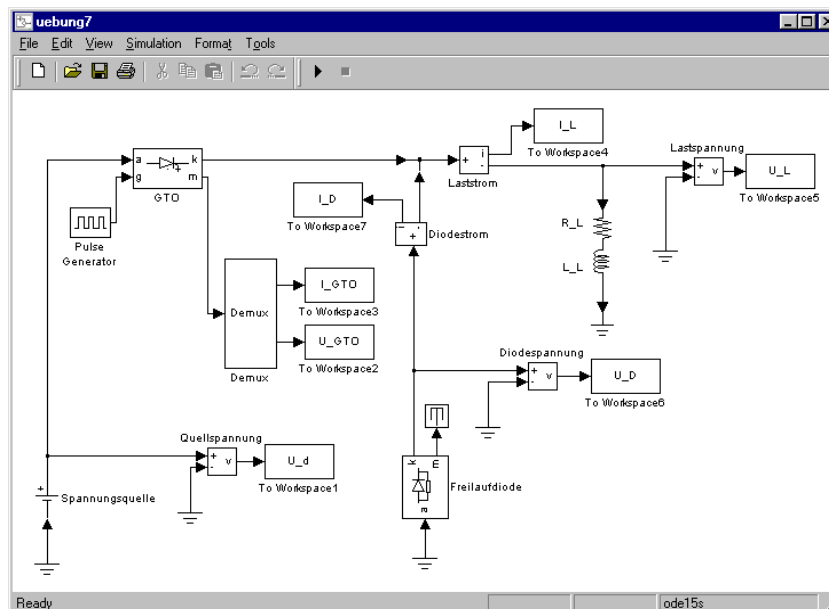 uebung7
File Edit View Simulation Format Tools
I_L
To Workspace4
Lastspannung
a k
g m
GTO
+ i
-
Laststrom
+
- v
U_L
To Workspace5
I_D
To Workspace7
i -
+
Diodestrom
Pulse
Generator
R_L
L_L
Demux
Demux
I_GTO
To Workspace3
U_GTO
To Workspace2
Diodespannung
+
- v
U_D
To Workspace6
Quellspannung
+
- v
U_d
To Workspace1
k m
a
Freilaufdiode
+
Spannungsquelle
Ready
ode15s